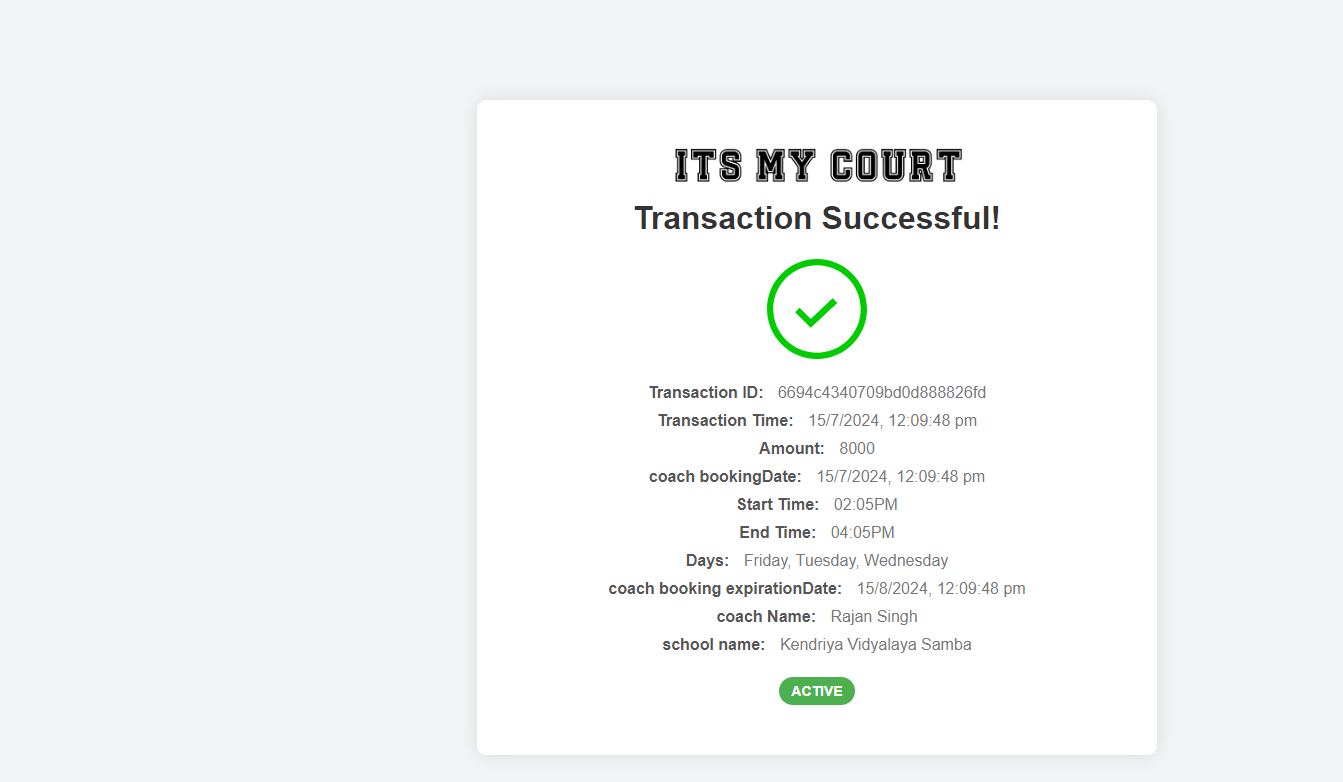 ITS MY COURT
Transaction Successful!
Transaction ID: 6694c4340709bd0d888826fd
Transaction Time: 15/7/2024, 12:09:48 pm
Amount: 8000
coach bookingDate: 15/7/2024, 12:09:48 pm
Start Time: 02:05PM
End Time: 04:05PM
Days: Friday, Tuesday, Wednesday
coach booking expirationDate: 15/8/2024, 12:09:48 pm
coach Name: Rajan Singh
school name: Kendriya Vidyalaya Samba
ACTIVE